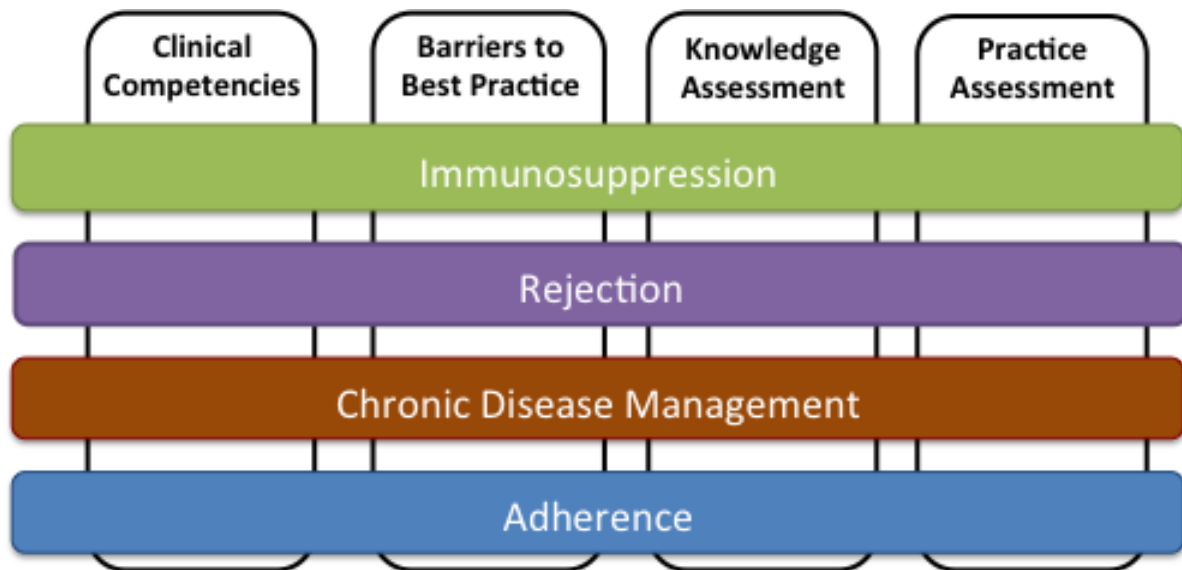 Clinical
Competencies
Barriers to
Best Practice
Knowledge
Assessment
Practice
Assessment
Immunosuppression
Rejection
Chronic Disease Management
Adherence